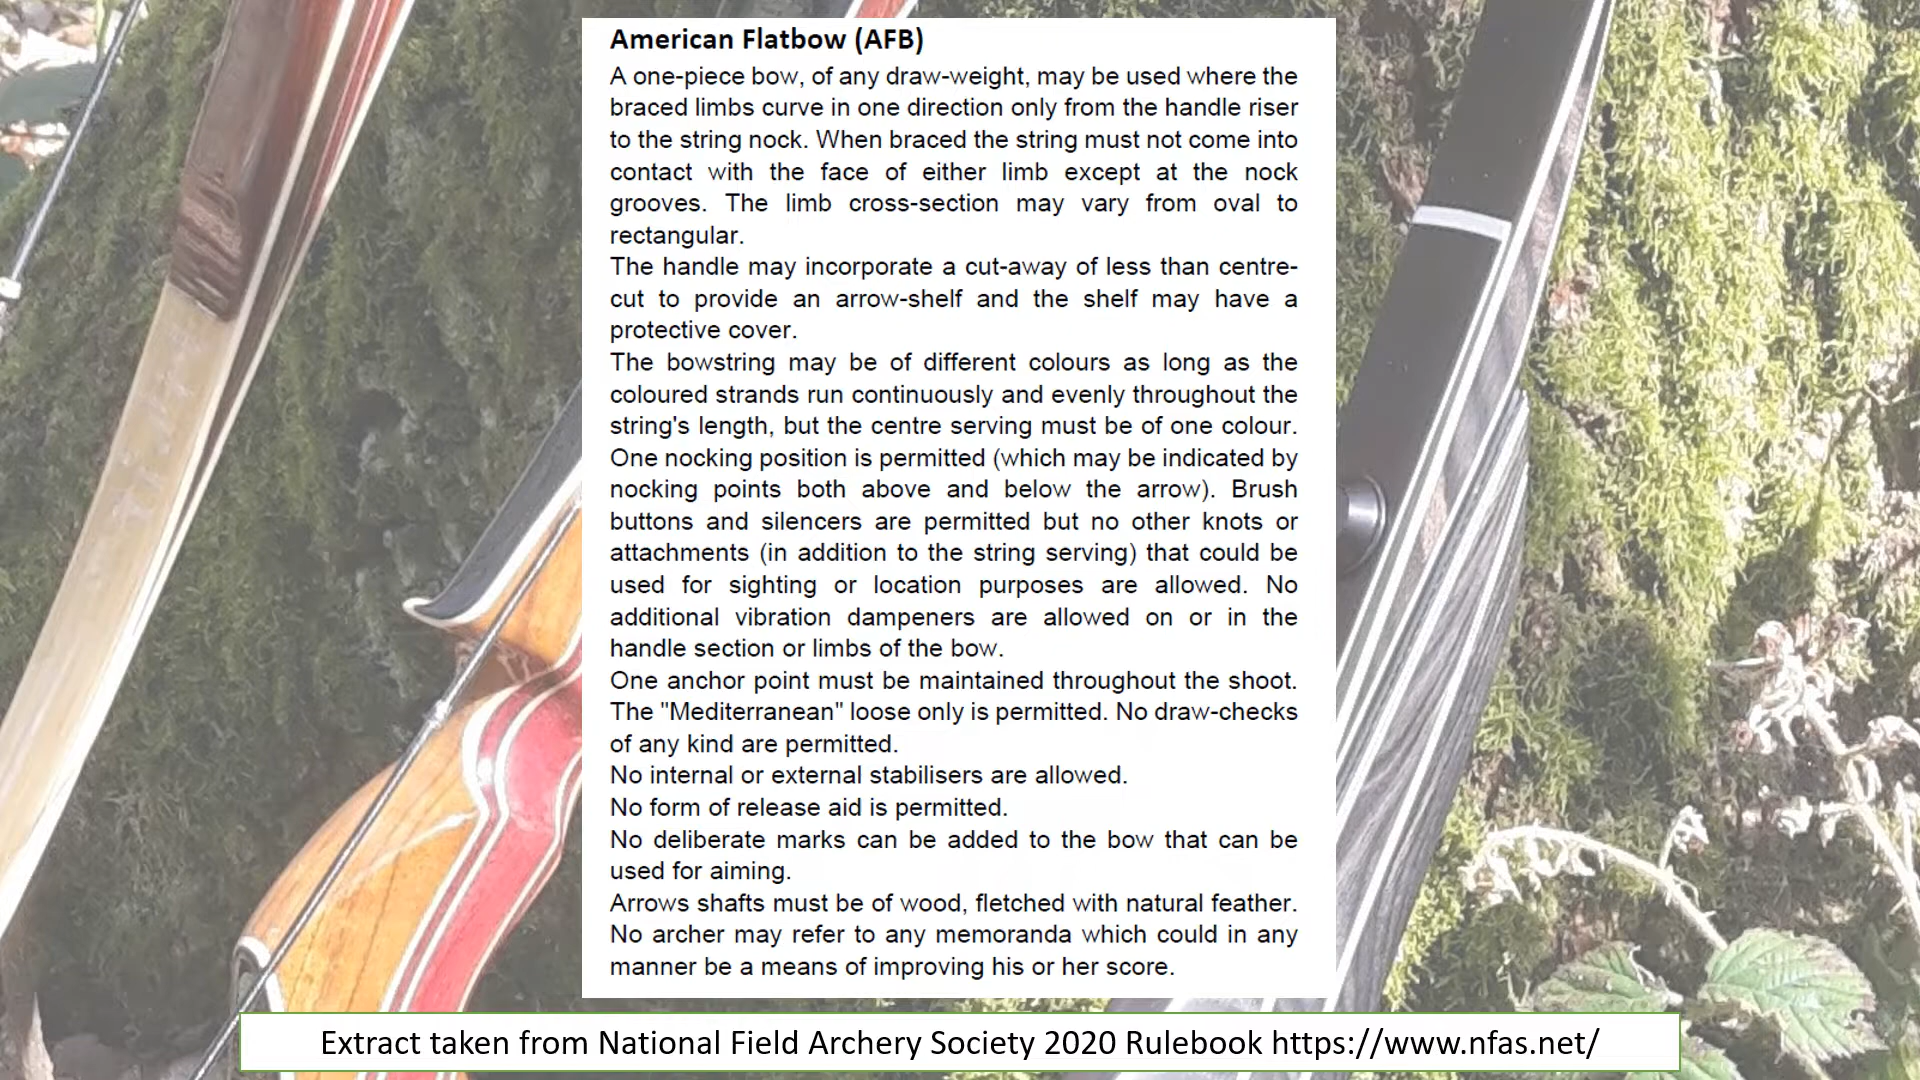 American Flatbow (AFB)
A one-piece bow, of any draw-weight, may be used where the
braced limbs curve in one direction only from the handle riser
to the string nock. When braced the string must not come into
contact with the face of either limb except at the nock
grooves. The limb cross-section may vary from oval to
rectangular.
The handle may incorporate a cut-away of less than centre-
cut to provide an arrow-shelf and the shelf may have a
protective cover.
The bowstring may be of different colours as long as the
coloured strands run continuously and evenly throughout the
string's length, but the centre serving must be of one colour.
One nocking position is permitted (which may be indicated by
nocking points both above and below the arrow). Brush
buttons and silencers are permitted but no other knots or
attachments (in addition to the string serving) that could be
used for sighting or location purposes are allowed. No
additional vibration dampeners are allowed on or in the
handle section or limbs of the bow.
One anchor point must be maintained throughout the shoot.
The "Mediterranean" loose only is permitted. No draw-checks
of any kind are permitted.
No internal or external stabilisers are allowed.
No form of release aid is permitted.
No deliberate marks can be added to the bow that can be
used for aiming.
Arrows shafts must be of wood, fletched with natural feather.
No archer may refer to any memoranda which could in any
manner be a means of improving his or her score.
Extract taken from National Field Archery Society 2020 Rulebook https://www.nfas.net/